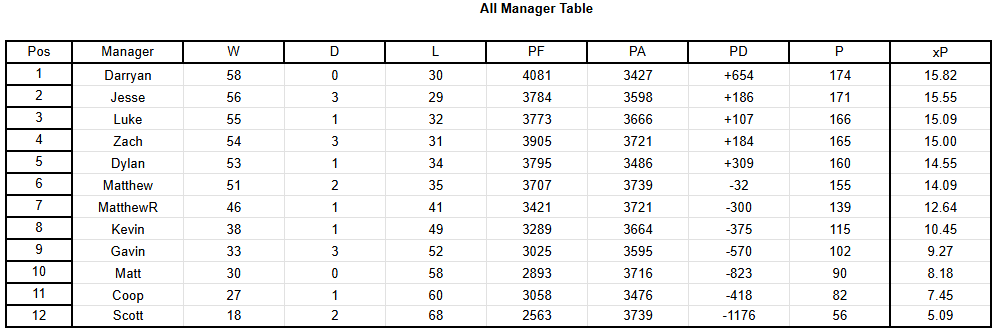 All Manager Table
Pos Manager W D L PF PA PD P xP
1 Darryan 58 0 30 4081 3427 +654 174 15.82
2 Jesse 56 3 29 3784 3598 +186 171 15.55
3 Luke 55 1 32 3773 3666 +107 166 15.09
4 Zach 54 3 31 3905 3721 +184 165 15.00
5 Dylan 53 1 34 3795 3486 +309 160 14.55
6 Matthew 51 2 35 3707 3739 -32 155 14.09
7 MatthewR 46 1 41 3421 3721 -300 139 12.64
8 Kevin 38 1 49 3289 3664 -375 115 10.45
9 Gavin 33 3 52 3025 3595 -570 102 9.27
10 Matt 30 0 58 2893 3716 -823 90 8.18
11 Coop 27 1 60 3058 3476 -418 82 7.45
12 Scott 18 2 68 2563 3739 -1176 56 5.09